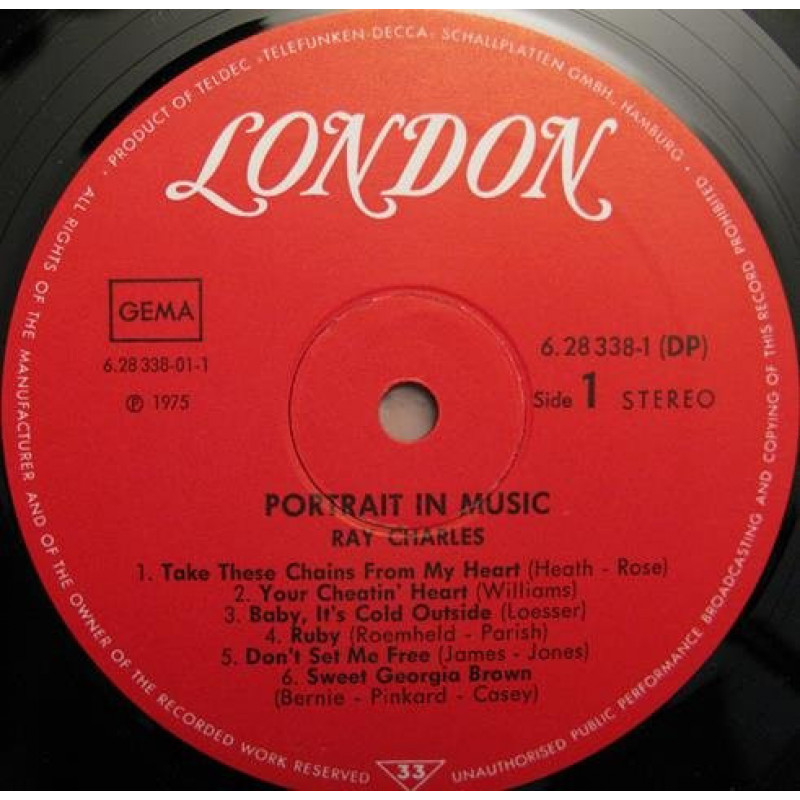 PRODUCT OF TELDEC »TELDEFUNKEN-DECCA« SCHALLPLATTEN GMBH., HAMBURG • ALL RIGHTS OF THE MANUFACTURER AND OF THE OWNER OF THE RECORDED WORK RESERVED
UNAUTHORISED PUBLIC PERFORMANCE BROADCASTING AND COPYING OF THIS RECORD PROHIBITED
LONDON
GEMA
6.28 338-01-1
℗ 1975
6.28 338-1 (DP)
Side 1 STEREO
PORTRAIT IN MUSIC
RAY CHARLES
1. Take These Chains From My Heart (Heath - Rose)
2. Your Cheatin' Heart (Williams)
3. Baby, It's Cold Outside (Loesser)
4. Ruby (Roemheld - Parish)
5. Don't Set Me Free (James - Jones)
6. Sweet Georgia Brown
(Bernie - Pinkard - Casey)
33